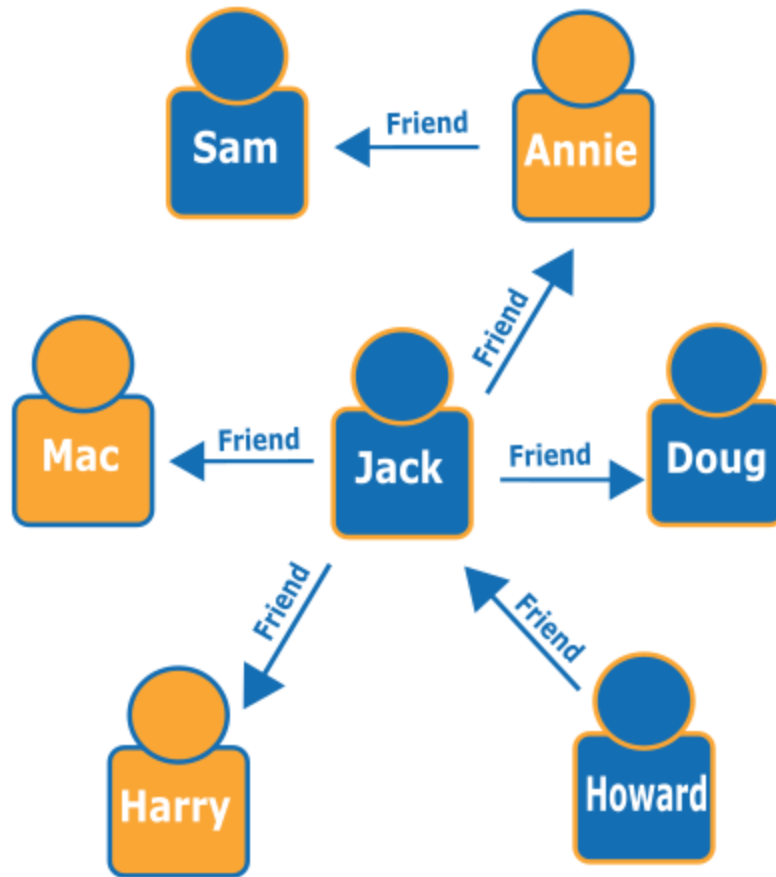 Friend
Sam
Annie
Friend
Friend
Mac
Jack
Friend
Doug
Friend
Friend
Harry
Howard